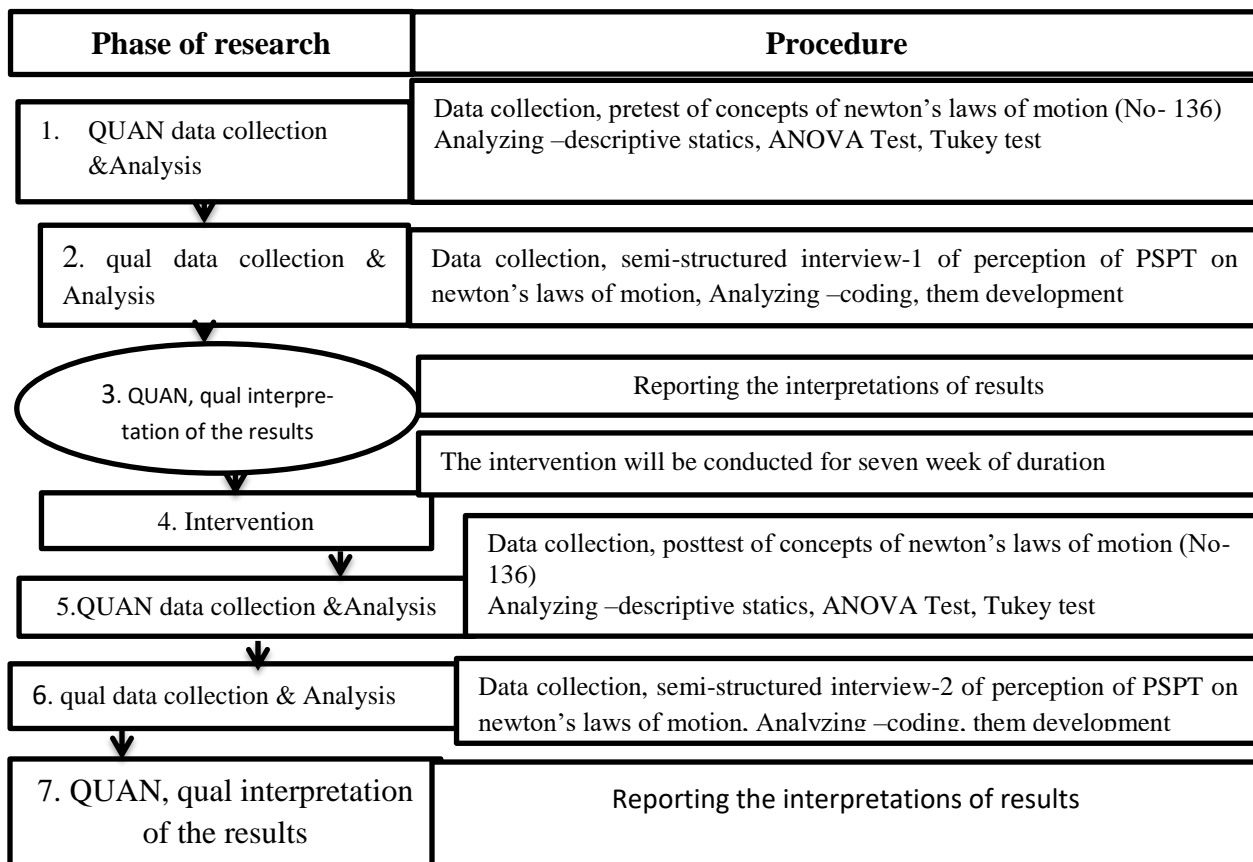 Phase of research
Procedure
1. QUAN data collection
&Analysis
Data collection, pretest of concepts of newton’s laws of motion (No- 136)
Analyzing –descriptive statics, ANOVA Test, Tukey test
2. qual data collection &
Analysis
Data collection, semi-structured interview-1 of perception of PSPT on
newton’s laws of motion, Analyzing –coding, them development
3. QUAN, qual interpre-
tation of the results
Reporting the interpretations of results
The intervention will be conducted for seven week of duration
4. Intervention
Data collection, posttest of concepts of newton’s laws of motion (No-
136)
Analyzing –descriptive statics, ANOVA Test, Tukey test
5.QUAN data collection &Analysis
6. qual data collection & Analysis
Data collection, semi-structured interview-2 of perception of PSPT on
newton’s laws of motion, Analyzing –coding, them development
7. QUAN, qual interpretation
of the results
Reporting the interpretations of results